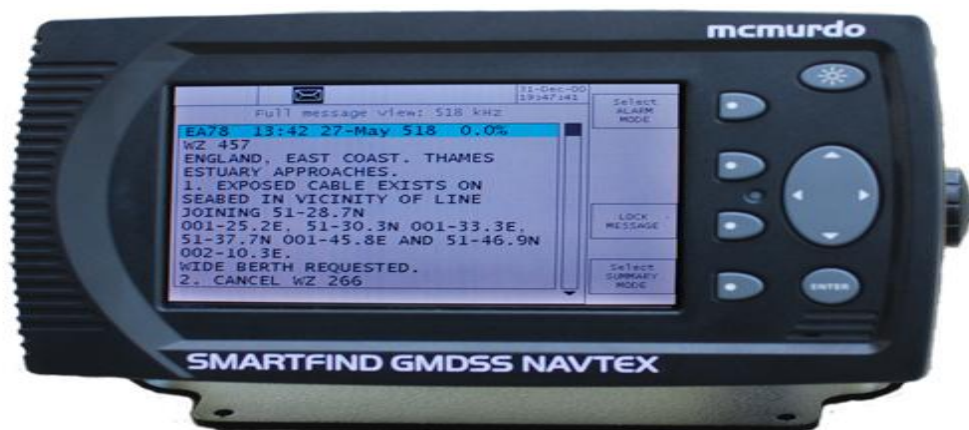 mcmurdo
31-Dec-00
19:47:41
Full message view: 518 kHz
EA78 13:42 27-May 518 0.0%
WZ 457
ENGLAND, EAST COAST. THAMES
ESTUARY APPROACHES.
1. EXPOSED CABLE EXISTS ON
SEABED IN VICINITY OF LINE
JOINING 51-28.7N
001-25.2E, 51-30.3N 001-33.3E,
51-37.7N 001-45.8E AND 51-46.9N
002-10.3E.
WIDE BERTH REQUESTED.
2. CANCEL WZ 266
Select
ALARM
MODE
LOCK
MESSAGE
Select
SUMMARY
MODE
ENTER
SMARTFIND GMDSS NAVTEX